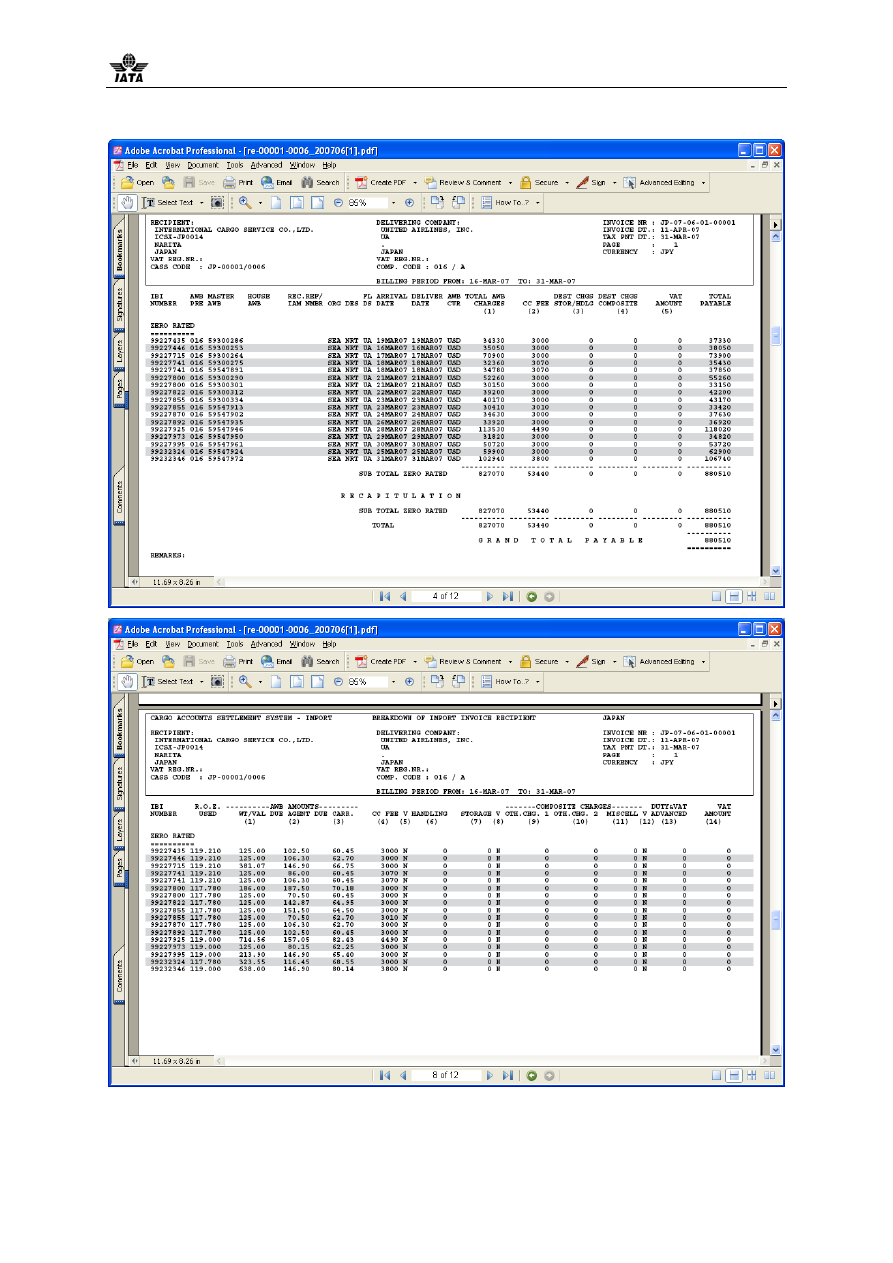 IATA
Adobe Acrobat Professional - [re-00001-0006_200706[1].pdf]
File Edit View Document Tools Advanced Window Help
Open Save Print Email Search Create PDF Review & Comment Secure Sign Advanced Editing
Select Text 85% How To..?
Bookmarks
Signatures
Layers
Pages
Comments
RECIPIENT: DELIVERING COMPANY: INVOICE NR : JP-07-06-01-00001
INTERNATIONAL CARGO SERVICE CO.,LTD. UNITED AIRLINES, INC. INVOICE DT.: 11-APR-07
ICSX-JP0014 UA TAX PNT DT.: 31-MAR-07
NARITA . PAGE : 1
JAPAN JAPAN CURRENCY : JPY
VAT REG.NR.: VAT REG.NR.:
CASS CODE : JP-00001/0006 COMP. CODE : 016 / A
BILLING PERIOD FROM: 16-MAR-07 TO: 31-MAR-07
IBI AWB MASTER HOUSE REC.REP/ FL ARRIVAL DELIVER AWB TOTAL AWB DEST CHGS DEST CHGS VAT TOTAL
NUMBER PRE AWB AWB IAM NMBR ORG DES DS DATE DATE CVR CHARGES CC FEE STOR/HDLG COMPOSITE AMOUNT PAYABLE
(1) (2) (3) (4) (5)
ZERO RATED
==========
99227435 016 59300286 SEA NRT UA 19MAR07 19MAR07 USD 34330 3000 0 0 0 37330
99227446 016 59300253 SEA NRT UA 16MAR07 16MAR07 USD 35050 3000 0 0 0 38050
99227715 016 59300264 SEA NRT UA 17MAR07 17MAR07 USD 70900 3000 0 0 0 73900
99227741 016 59300275 SEA NRT UA 18MAR07 18MAR07 USD 32360 3070 0 0 0 35430
99227741 016 59547891 SEA NRT UA 18MAR07 18MAR07 USD 34780 3070 0 0 0 37850
99227800 016 59300290 SEA NRT UA 21MAR07 21MAR07 USD 52260 3000 0 0 0 55260
99227800 016 59300301 SEA NRT UA 21MAR07 21MAR07 USD 30150 3000 0 0 0 33150
99227822 016 59300312 SEA NRT UA 22MAR07 22MAR07 USD 39200 3000 0 0 0 42200
99227855 016 59300334 SEA NRT UA 23MAR07 23MAR07 USD 40170 3000 0 0 0 43170
99227855 016 59547913 SEA NRT UA 23MAR07 23MAR07 USD 30410 3010 0 0 0 33420
99227870 016 59547902 SEA NRT UA 24MAR07 24MAR07 USD 34630 3000 0 0 0 37630
99227892 016 59547935 SEA NRT UA 26MAR07 26MAR07 USD 33920 3000 0 0 0 36920
99227925 016 59547946 SEA NRT UA 28MAR07 28MAR07 USD 113530 4490 0 0 0 118020
99227973 016 59547950 SEA NRT UA 29MAR07 29MAR07 USD 31820 3000 0 0 0 34820
99227995 016 59547961 SEA NRT UA 30MAR07 30MAR07 USD 50720 3000 0 0 0 53720
99232324 016 59547924 SEA NRT UA 25MAR07 25MAR07 USD 59900 3000 0 0 0 62900
99232346 016 59547972 SEA NRT UA 31MAR07 31MAR07 USD 102940 3800 0 0 0 106740
SUB TOTAL ZERO RATED 827070 53440 0 0 0 880510
R E C A P I T U L A T I O N
SUB TOTAL ZERO RATED 827070 53440 0 0 0 880510
TOTAL 827070 53440 0 0 0 880510
G R A N D T O T A L P A Y A B L E 880510
==========
REMARKS:
11.69 x 8.26 in
4 of 12
Adobe Acrobat Professional - [re-00001-0006_200706[1].pdf]
File Edit View Document Tools Advanced Window Help
Open Save Print Email Search Create PDF Review & Comment Secure Sign Advanced Editing
Select Text 85% How To..?
Bookmarks
Signatures
Layers
Pages
Comments
CARGO ACCOUNTS SETTLEMENT SYSTEM - IMPORT BREAKDOWN OF IMPORT INVOICE RECIPIENT JAPAN
RECIPIENT: DELIVERING COMPANY: INVOICE NR : JP-07-06-01-00001
INTERNATIONAL CARGO SERVICE CO.,LTD. UNITED AIRLINES, INC. INVOICE DT.: 11-APR-07
ICSX-JP0014 UA TAX PNT DT.: 31-MAR-07
NARITA . PAGE : 1
JAPAN JAPAN CURRENCY : JPY
VAT REG.NR.: VAT REG.NR.:
CASS CODE : JP-00001/0006 COMP. CODE : 016 / A
BILLING PERIOD FROM: 16-MAR-07 TO: 31-MAR-07
IBI R.O.E. ----------AWB AMOUNTS--------- -------COMPOSITE CHARGES------- DUTY&VAT VAT
NUMBER USED WT/VAL DUE AGENT DUE CARR. CC FEE V HANDLING STORAGE V OTH.CHG. 1 OTH.CHG. 2 MISCELL V ADVANCED AMOUNT
(1) (2) (3) (4) (5) (6) (7) (8) (9) (10) (11) (12) (13) (14)
ZERO RATED
==========
99227435 119.210 125.00 102.50 60.45 3000 N 0 0 N 0 0 0 N 0 0
99227446 119.210 125.00 106.30 62.70 3000 N 0 0 N 0 0 0 N 0 0
99227715 119.210 381.07 146.90 66.75 3000 N 0 0 N 0 0 0 N 0 0
99227741 119.210 125.00 86.00 60.45 3070 N 0 0 N 0 0 0 N 0 0
99227741 119.210 125.00 106.30 60.45 3070 N 0 0 N 0 0 0 N 0 0
99227800 117.780 186.00 187.50 70.18 3000 N 0 0 N 0 0 0 N 0 0
99227800 117.780 125.00 70.50 60.45 3000 N 0 0 N 0 0 0 N 0 0
99227822 117.780 125.00 142.87 64.95 3000 N 0 0 N 0 0 0 N 0 0
99227855 117.780 125.00 151.50 64.50 3000 N 0 0 N 0 0 0 N 0 0
99227855 117.780 125.00 70.50 62.70 3010 N 0 0 N 0 0 0 N 0 0
99227870 117.780 125.00 106.30 62.70 3000 N 0 0 N 0 0 0 N 0 0
99227892 117.780 125.00 102.50 60.45 3000 N 0 0 N 0 0 0 N 0 0
99227925 119.000 714.56 157.05 82.43 4490 N 0 0 N 0 0 0 N 0 0
99227973 119.000 125.00 80.15 62.25 3000 N 0 0 N 0 0 0 N 0 0
99227995 119.000 213.90 146.90 65.40 3000 N 0 0 N 0 0 0 N 0 0
99232324 117.780 323.55 116.45 68.55 3000 N 0 0 N 0 0 0 N 0 0
99232346 119.000 638.00 146.90 80.14 3800 N 0 0 N 0 0 0 N 0 0
11.69 x 8.26 in
8 of 12